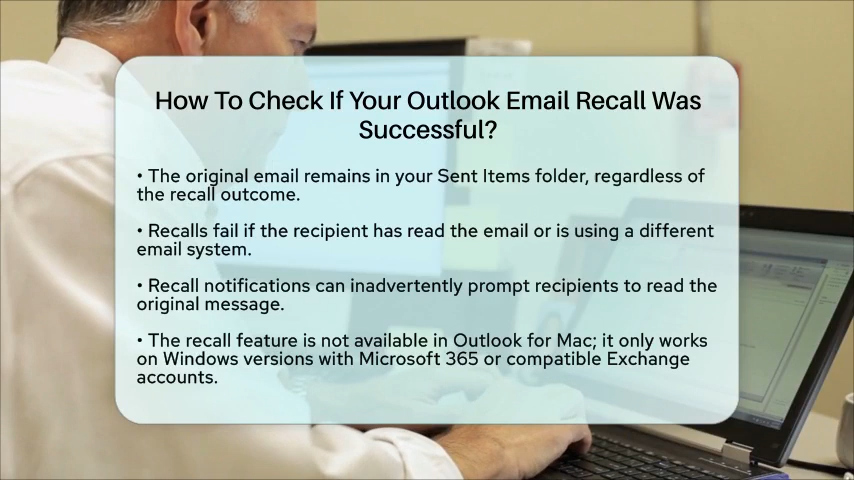 How To Check If Your Outlook Email Recall Was
Successful?
• The original email remains in your Sent Items folder, regardless of
the recall outcome.
• Recalls fail if the recipient has read the email or is using a different
email system.
• Recall notifications can inadvertently prompt recipients to read the
original message.
• The recall feature is not available in Outlook for Mac; it only works
on Windows versions with Microsoft 365 or compatible Exchange
accounts.